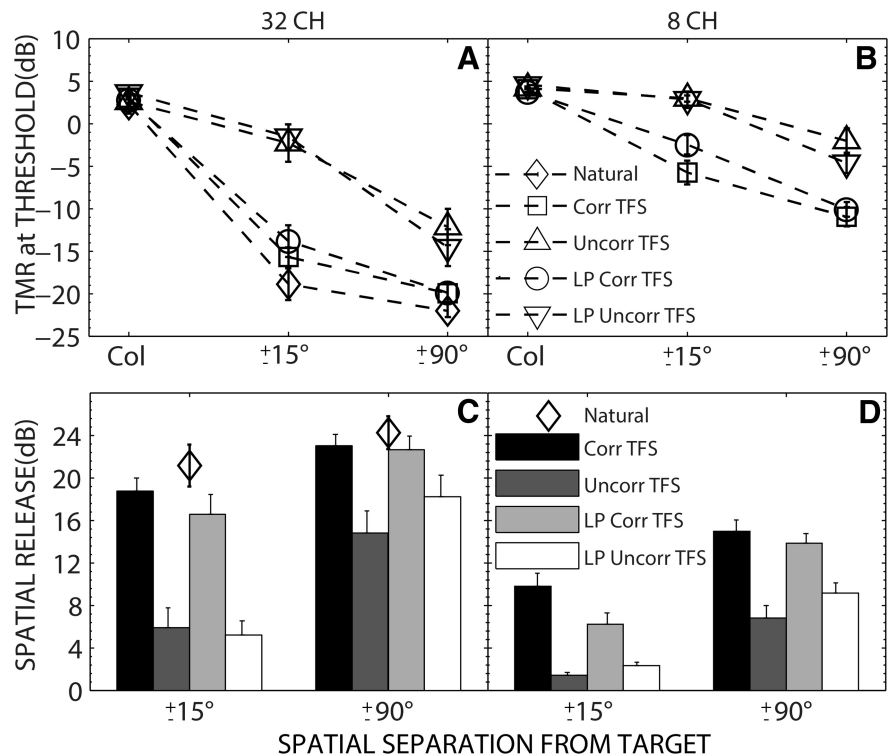 32 CH
8 CH
TMR at THRESHOLD(dB)
10
5
0
−5
−10
−15
−20
−25
A
B
Natural
Corr TFS
Uncorr TFS
LP Corr TFS
LP Uncorr TFS
Col
±15°
±90°
Col
±15°
±90°
SPATIAL RELEASE(dB)
24
20
16
12
8
4
0
C
D
Natural
Corr TFS
Uncorr TFS
LP Corr TFS
LP Uncorr TFS
±15°
±90°
±15°
±90°
SPATIAL SEPARATION FROM TARGET